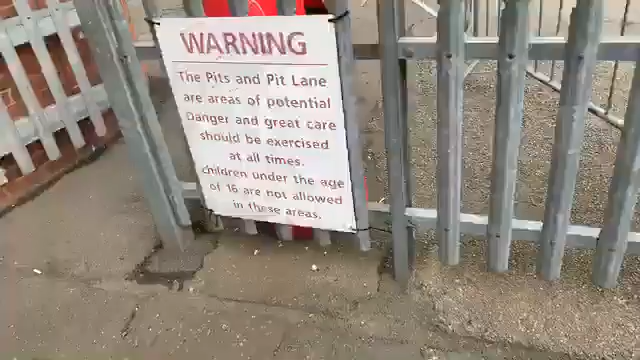 WARNING
The Pits and Pit Lane
are areas of potential
Danger and great care
should be exercised
at all times.
children under the age
of 16 are not allowed
in these areas.